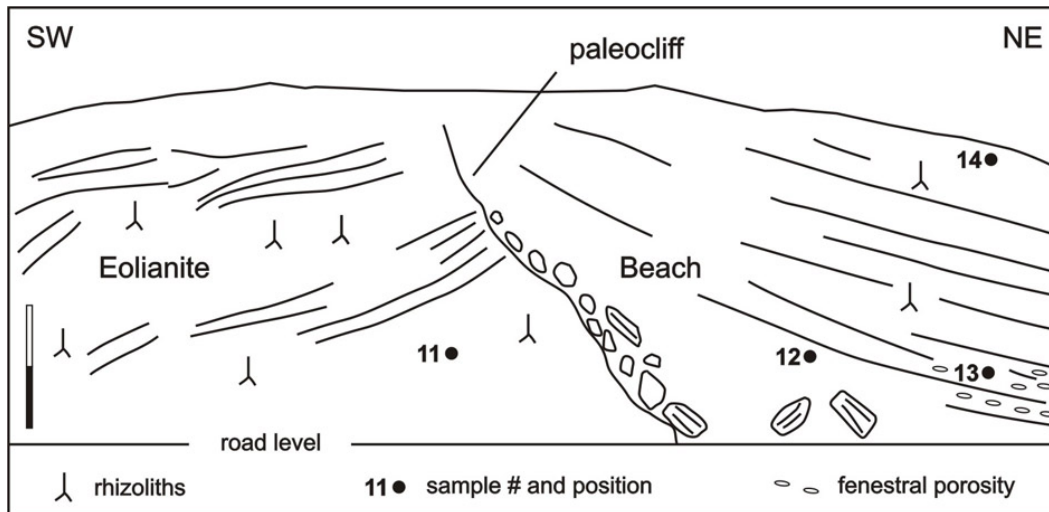 SW
NE
paleocliff
14
Eolianite
Beach
11
12
13
road level
rhizoliths
11 sample # and position
fenestral porosity